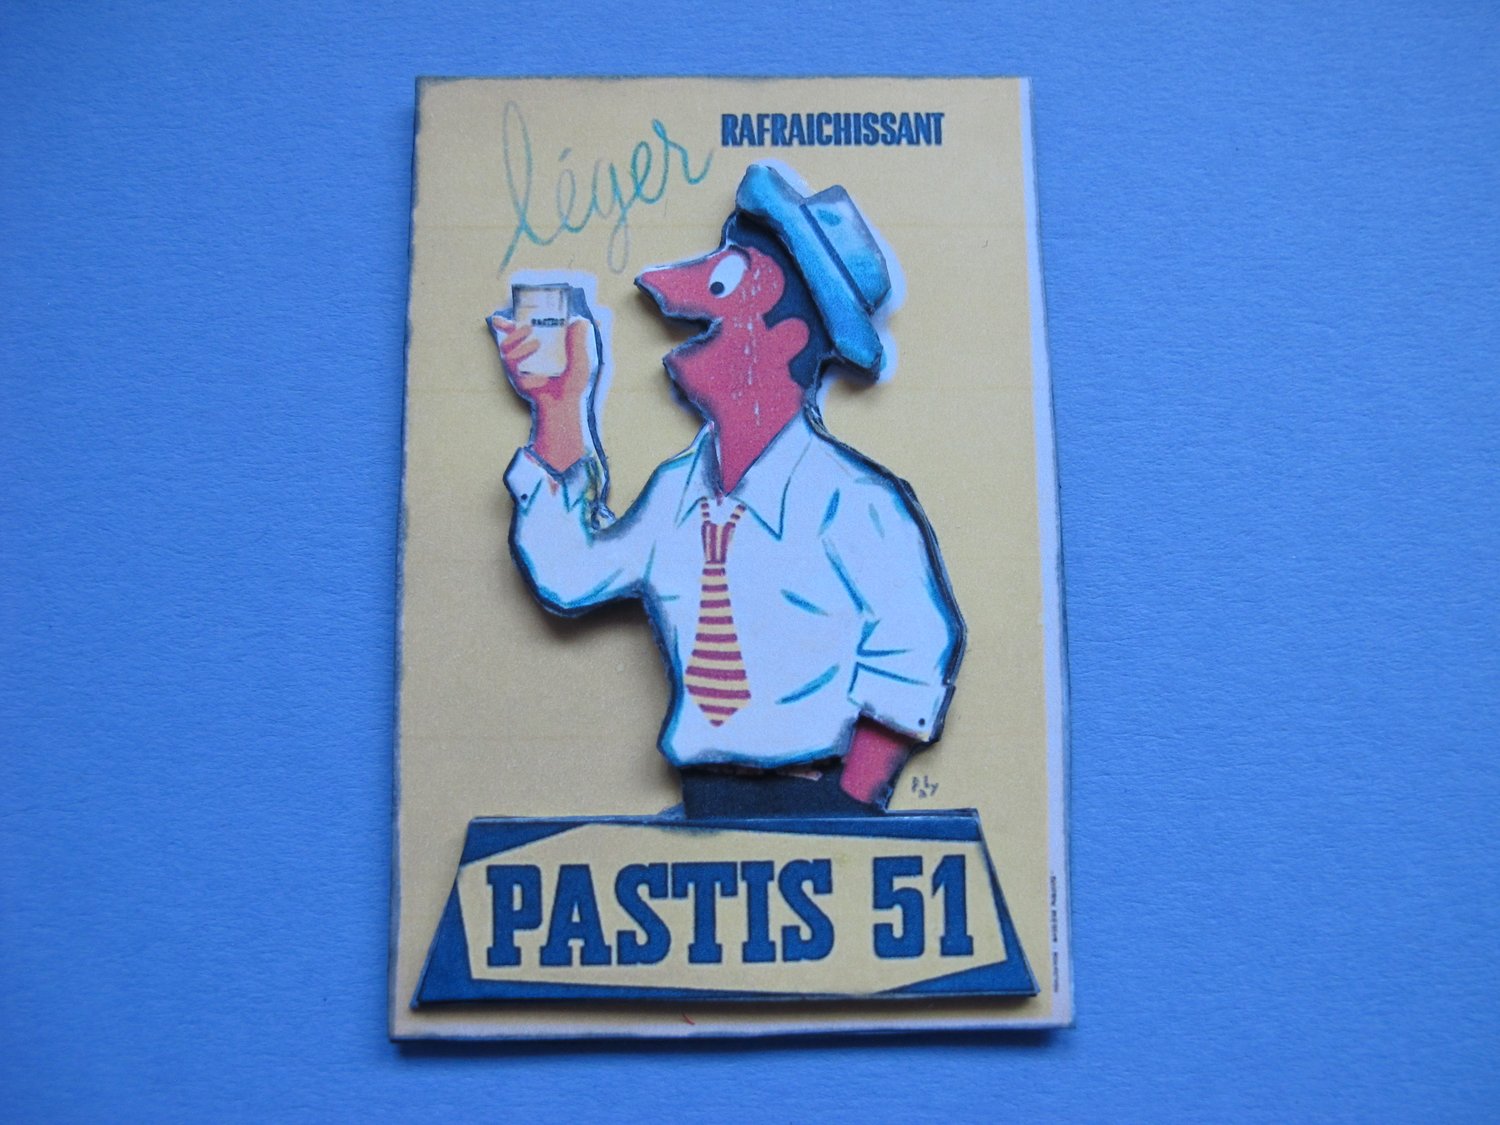 léger
RAFRAICHISSANT
PASTIS 51